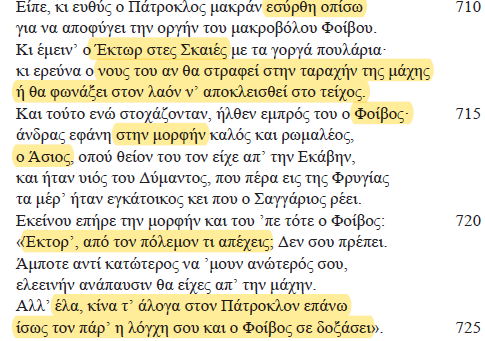 Είπε, κι ευθύς ο Πάτροκλος μακράν εσύρθη οπίσω 710
για να αποφύγει την οργήν του μακροβόλου Φοίβου.
Κι έμειν' ο Έκτωρ στες Σκαιές με τα γοργά πουλάρια·
κι ερεύνα ο νους του αν θα στραφεί στην ταραχήν της μάχης
ή θα φωνάξει στον λαόν ν' αποκλεισθεί στο τείχος.
Και τούτο ενώ στοχάζονταν, ήλθεν εμπρός του ο Φοίβος· 715
άνδρας εφάνη στην μορφήν καλός και ρωμαλέος,
ο Άσιος, οπού θείον του τον είχε απ' την Εκάβην,
και ήταν υιός του Δύμαντος, που πέρα εις της Φρυγίας
τα μέρ' ήταν εγκάτοικος κει που ο Σαγγάριος ρέει.
Εκείνου επήρε την μορφήν και του 'πε τότε ο Φοίβος: 720
«Έκτορ', από τον πόλεμον τι απέχεις; Δεν σου πρέπει.
Άμποτε αντί κατώτερος να 'μουν ανώτερός σου,
ελεεινήν ανάπαυσιν θα είχες απ' την μάχην.
Αλλ' έλα, κίνα τ' άλογα στον Πάτροκλον επάνω
ίσως τον πάρ' η λόγχη σου και ο Φοίβος σε δοξάσει». 725